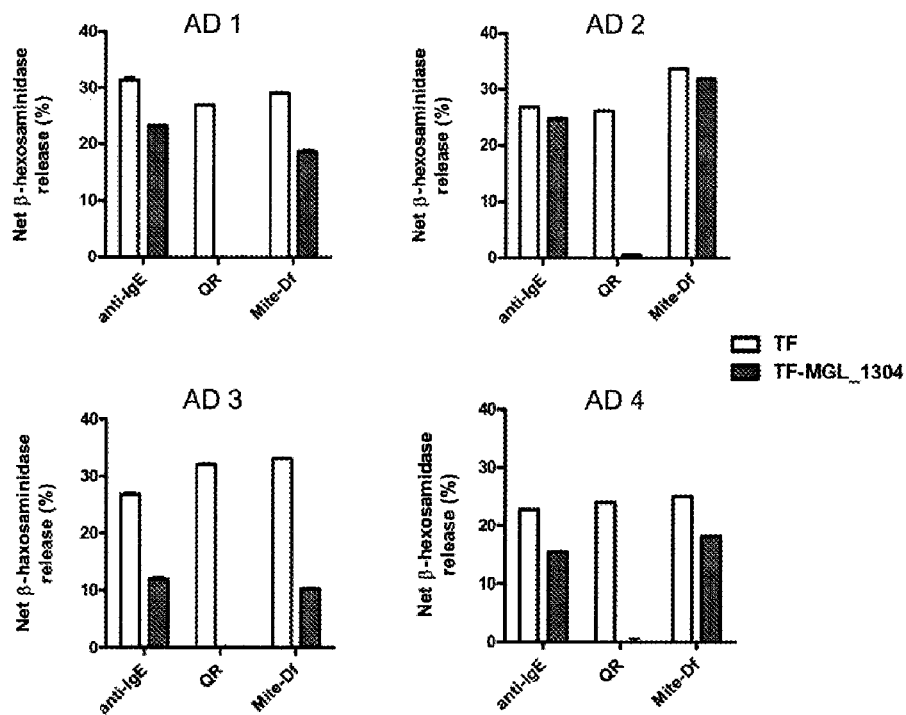 AD 1
Net β-hexosaminidase
release (%)
40
30
20
10
0
anti-IgE
QR
Mite-Df
AD 2
Net β-hexosaminidase
release (%)
40
30
20
10
0
anti-IgE
QR
Mite-Df
TF
TF-MGL_1304
AD 3
Net β-haxosaminidase
release (%)
40
30
20
10
0
anti-IgE
QR
Mite-Df
AD 4
Net β-hexosamidase
release (%)
40
30
20
10
0
anti-IgE
QR
Mite-Df